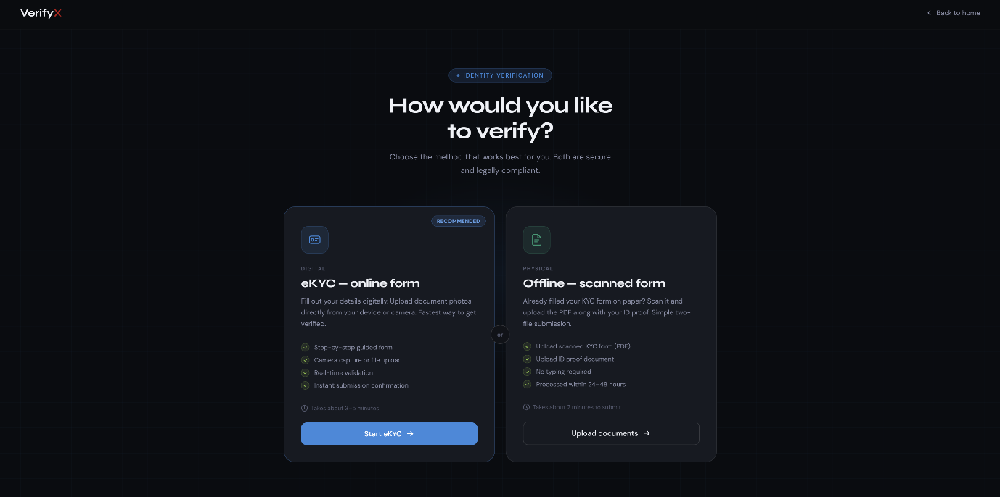 VerifyX
Back to home
IDENTITY VERIFICATION
How would you like
to verify?
Choose the method that works best for you. Both are secure
and legally compliant.
RECOMMENDED
DIGITAL
eKYC — online form
Fill out your details digitally. Upload document photos
directly from your device or camera. Fastest way to get
verified.
Step-by-step guided form
Camera capture or file upload
Real-time validation
Instant submission confirmation
Takes about 3–5 minutes
Start eKYC →
or
PHYSICAL
Offline — scanned form
Already filled your KYC form on paper? Scan it and
upload the PDF along with your ID proof. Simple two-
file submission.
Upload scanned KYC form (PDF)
Upload ID proof document
No typing required
Processed within 24–48 hours
Takes about 2 minutes to submit
Upload documents →